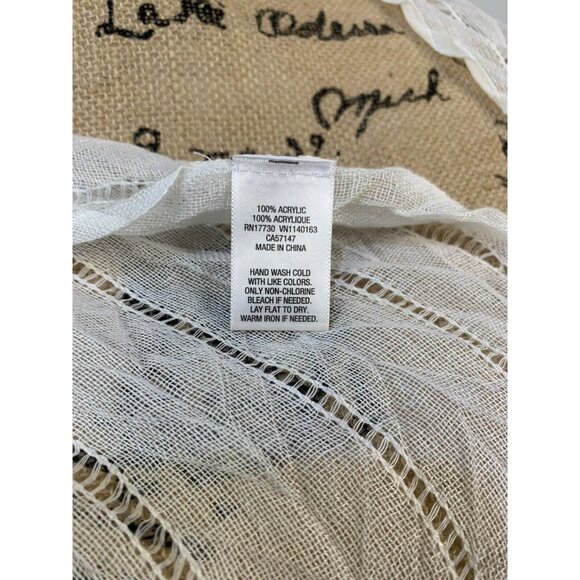 100% ACRYLIC
100% ACRYLIQUE
RN17730 VN1140163
CA57147
MADE IN CHINA
HAND WASH COLD
WITH LIKE COLORS.
ONLY NON-CHLORINE
BLEACH IF NEEDED.
LAY FLAT TO DRY.
WARM IRON IF NEEDED.